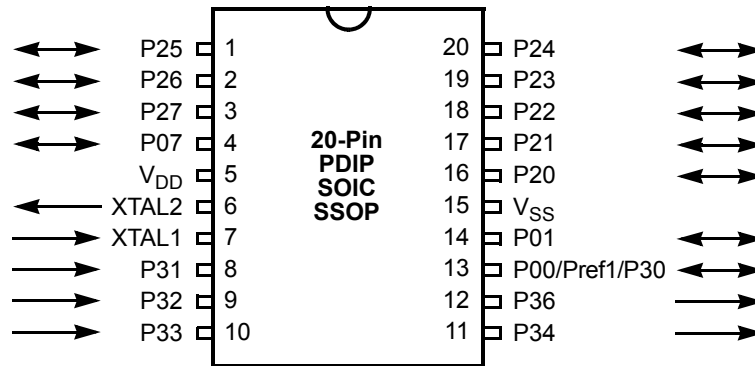 P25 1 20 P24
P26 2 19 P23
P27 3 18 P22
P07 4 17 P21
20-Pin
PDIP
SOIC
SSOP
VDD 5 16 P20
XTAL2 6 15 VSS
XTAL1 7 14 P01
P31 8 13 P00/Pref1/P30
P32 9 12 P36
P33 10 11 P34